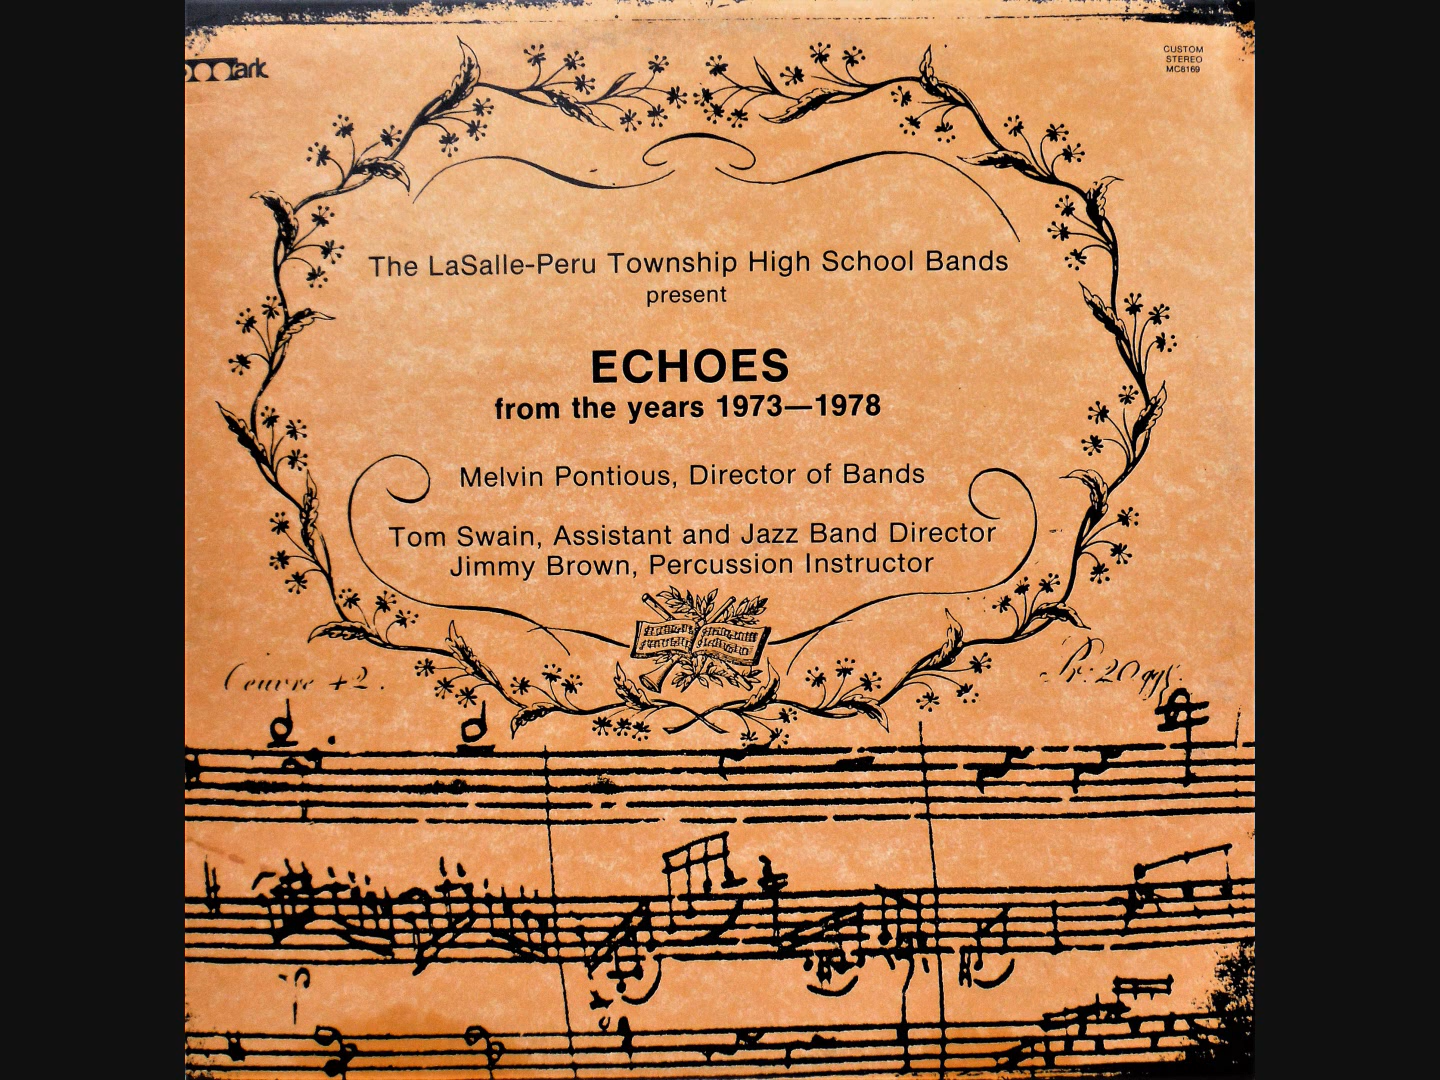 mark
CUSTOM
STEREO
MC8169
The LaSalle-Peru Township High School Bands
present
ECHOES
from the years 1973—1978
Melvin Pontious, Director of Bands
Tom Swain, Assistant and Jazz Band Director
Jimmy Brown, Percussion Instructor